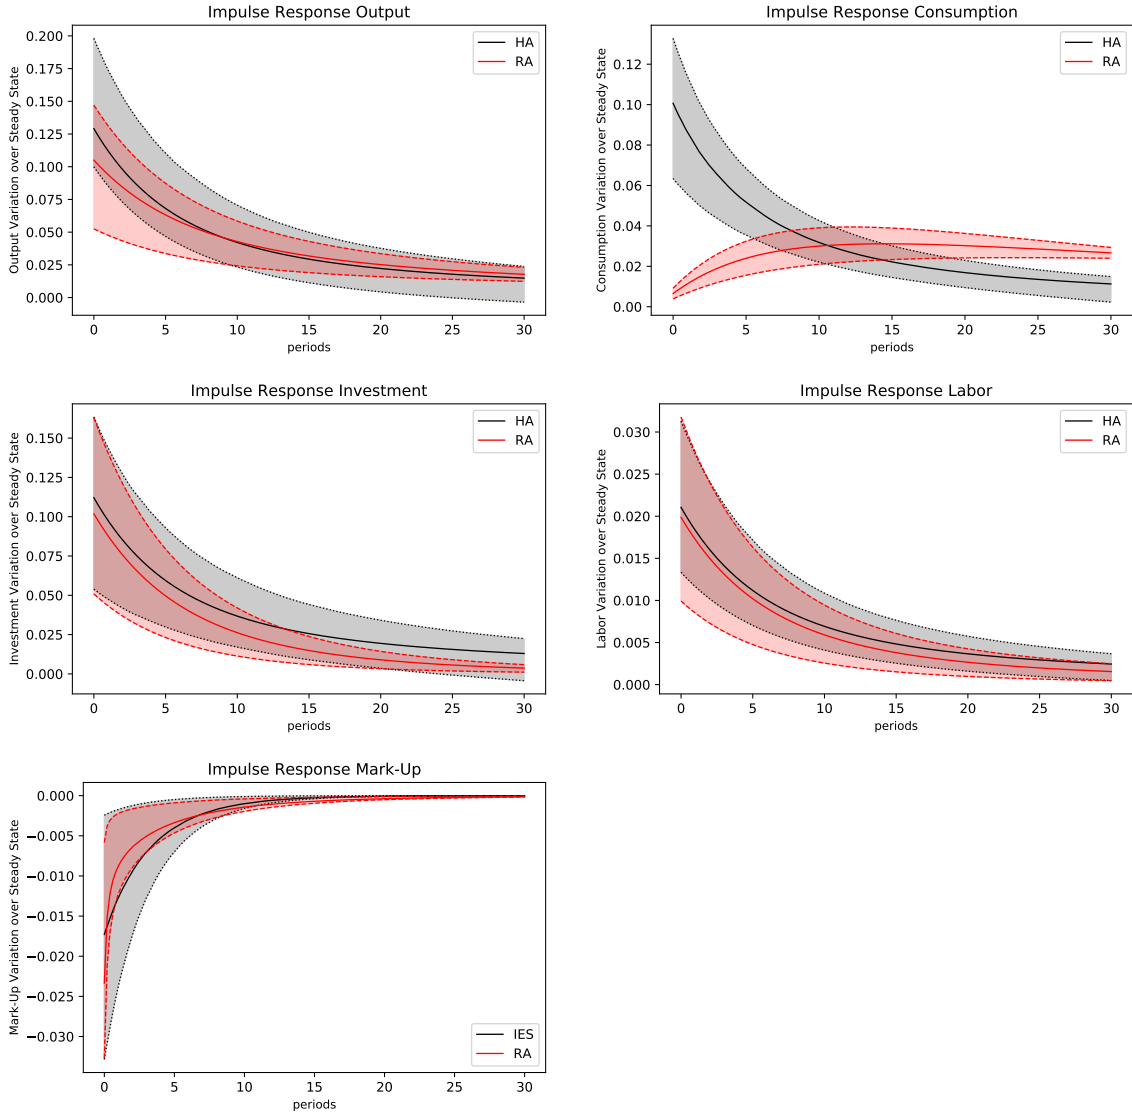 Impulse Response Output
Output Variation over Steady State
0.200
0.175
0.150
0.125
0.100
0.075
0.050
0.025
0.000
HA
RA
0 5 10 15 20 25 30
periods
Impulse Response Consumption
Consumption Variation over Steady State
0.12
0.10
0.08
0.06
0.04
0.02
0.00
HA
RA
0 5 10 15 20 25 30
periods
Impulse Response Investment
Investment Variation over Steady State
0.150
0.125
0.100
0.075
0.050
0.025
0.000
HA
RA
0 5 10 15 20 25 30
periods
Impulse Response Labor
Labor Variation over Steady State
0.030
0.025
0.020
0.015
0.010
0.005
0.000
HA
RA
0 5 10 15 20 25 30
periods
Impulse Response Mark-Up
Mark-Up Variation over Steady State
0.000
−0.005
−0.010
−0.015
−0.020
−0.025
−0.030
IES
RA
0 5 10 15 20 25 30
periods